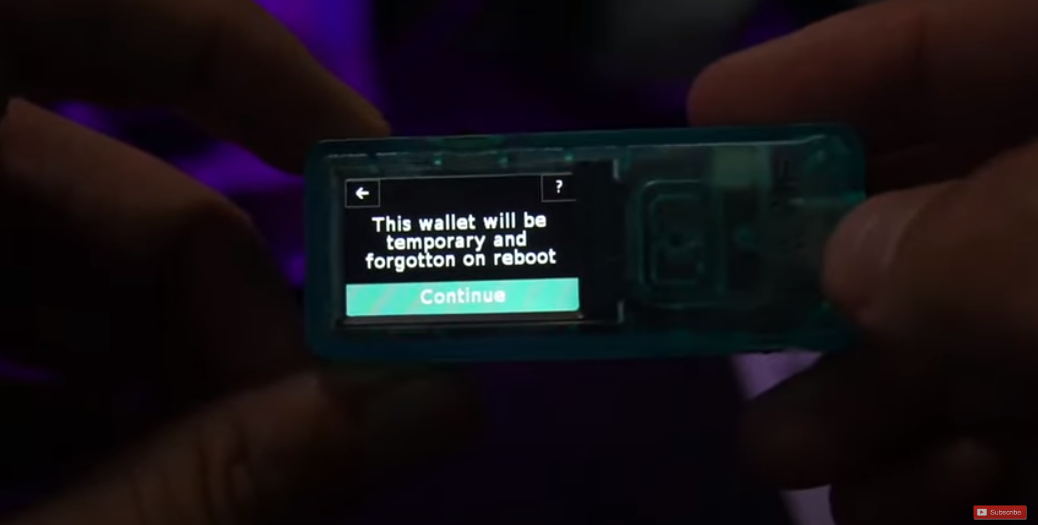 ?
This wallet will be
temporary and
forgotton on reboot
Continue
Subscribe